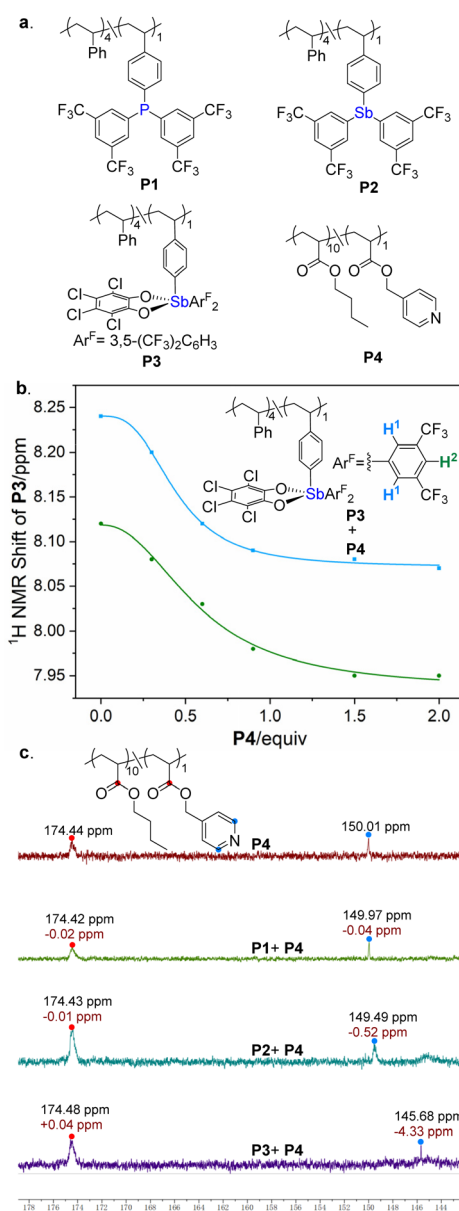 a.
4 1
Ph
CF3 P CF3
CF3 CF3
P1
4 1
Ph
CF3 Sb CF3
CF3 CF3
P2
4 1
Ph
Cl
Cl O
Cl O SbArF2
Cl
ArF= 3,5-(CF3)2C6H3
P3
10 1
O O
O O
N
P4
b.
1H NMR Shift of P3/ppm
8.25
8.20
8.15
8.10
8.05
8.00
7.95
4 1
Ph
Cl
Cl O
Cl O SbArF2
Cl
P3
+
P4
ArF=
H1 CF3
H2
H1 CF3
0.0 0.5 1.0 1.5 2.0
P4/equiv
c.
10 1
O O
O O
N
174.44 ppm P4 150.01 ppm
174.42 ppm 149.97 ppm
-0.02 ppm P1+ P4 -0.04 ppm
174.43 ppm 149.49 ppm
-0.01 ppm P2+ P4 -0.52 ppm
174.48 ppm 145.68 ppm
+0.04 ppm P3+ P4 -4.33 ppm
178 176 174 172 170 168 166 164 162 160 158 156 154 152 150 148 146 144